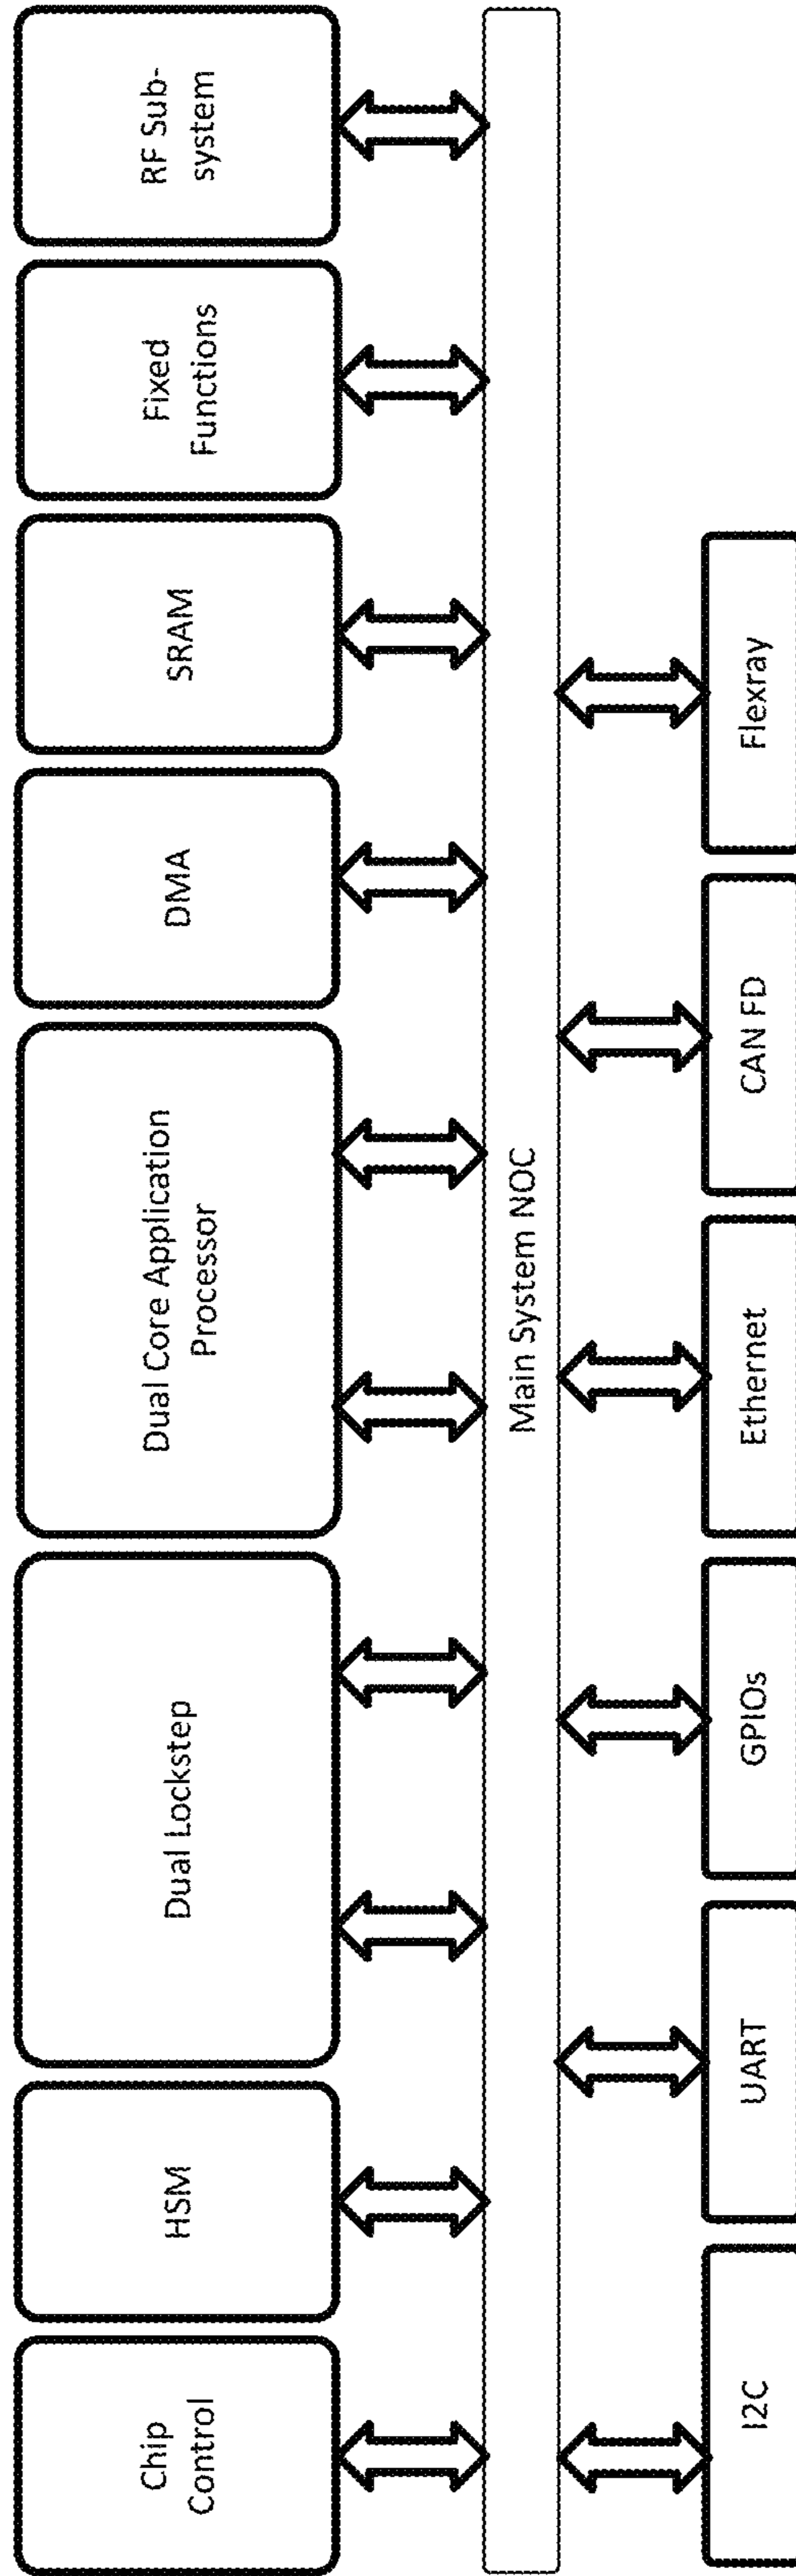 Chip
Control
HSM
Dual Lockstep
Dual Core Application
Processor
DMA
SRAM
Fixed
Functions
RF Sub-
system
Main System NOC
I2C
UART
GPIOs
Ethernet
CAN FD
Flexray